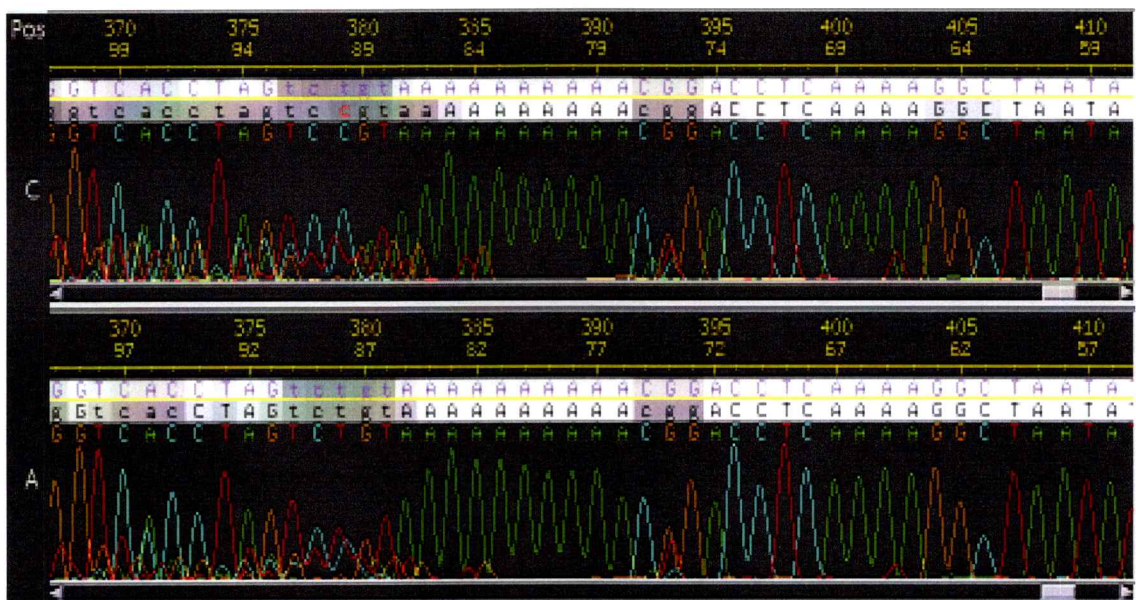 Pos 370 375 380 385 390 395 400 405 410
99 94 89 84 79 74 69 64 59
G G T C A C C T A G t c t g t A A A A A A A A A A C G G A C C T C A A A A G G C T A A T A
g g t c a c c t a g t c C g t a a A A A A A A A A c g g A C C T C A A A A G G C T A A T A
G G T C A C C T A G T C C G T A A A A A A A A A A C G G A C C T C A A A A G G C T A A T A
C
370 375 380 385 390 395 400 405 410
97 92 87 82 77 72 67 62 57
G G T C A C C T A G t c t g t A A A A A A A A A A C G G A C C T C A A A A G G C T A A T A
g G t c a c C T A G t c t g t A A A A A A A A A A c g g A C C T C A A A A G G C T A A T A
G G T C A C C T A G T C T G T A A A A A A A A A A C G G A C C T C A A A A G G C T A A T A
A